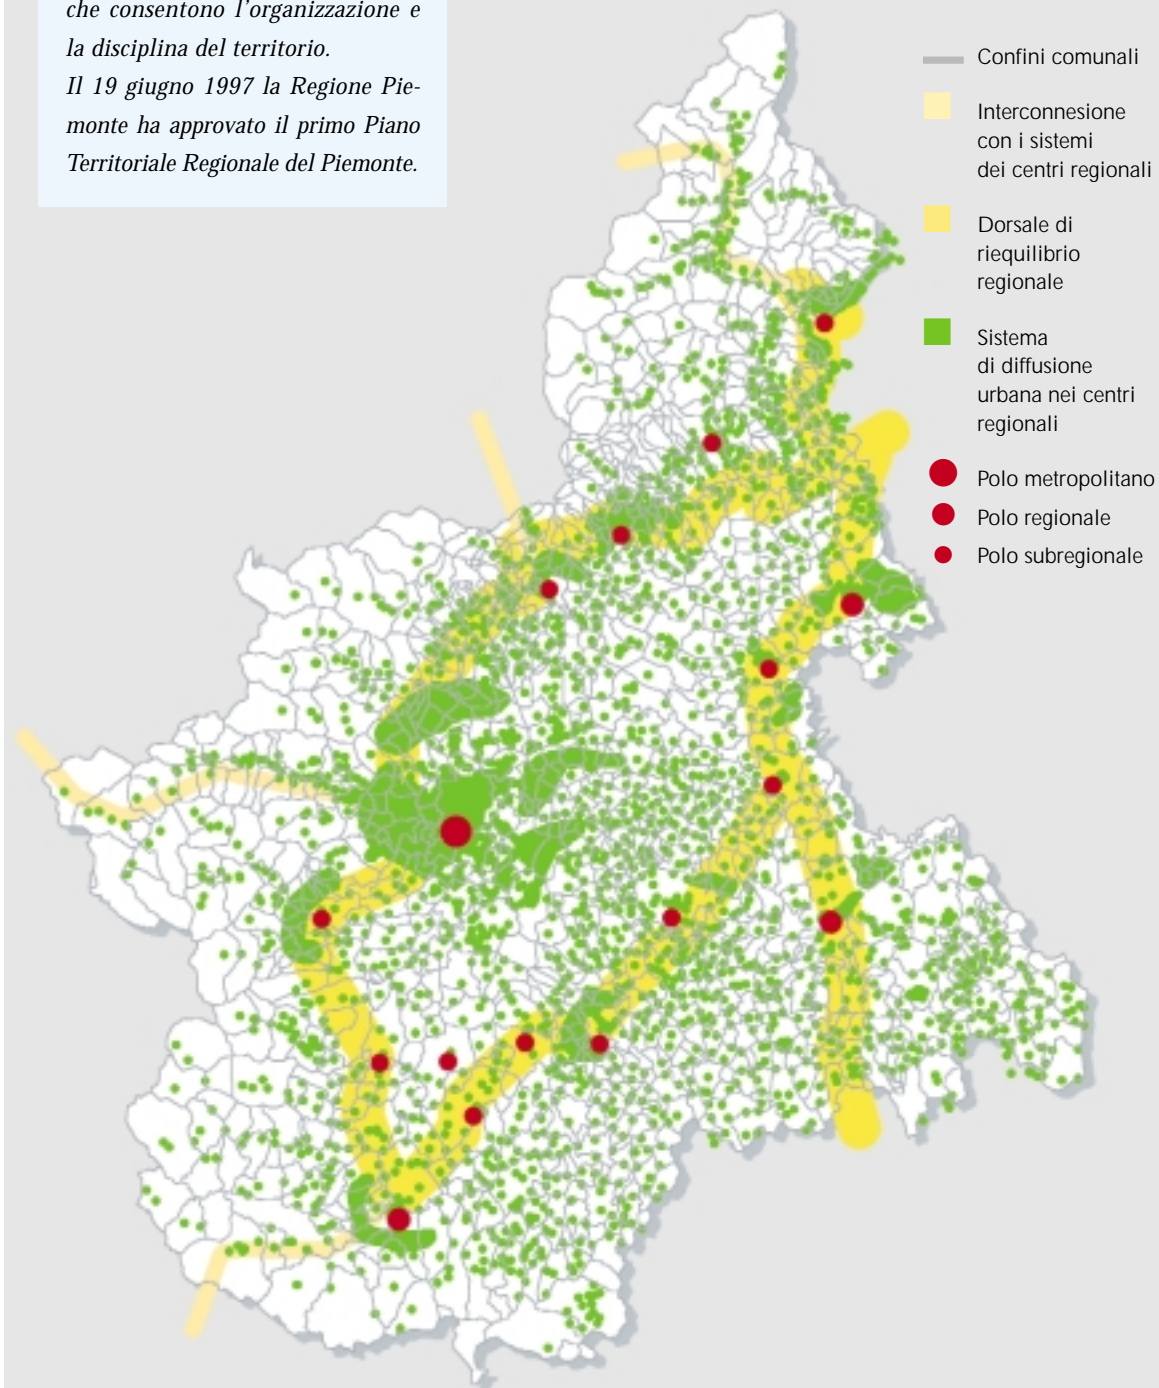 che consentono l'organizzazione e
la disciplina del territorio.
Il 19 giugno 1997 la Regione Pie-
monte ha approvato il primo Piano
Territoriale Regionale del Piemonte.
Confini comunali
Interconnesione
con i sistemi
dei centri regionali
Dorsale di
riequilibrio
regionale
Sistema
di diffusione
urbana nei centri
regionali
Polo metropolitano
Polo regionale
Polo subregionale